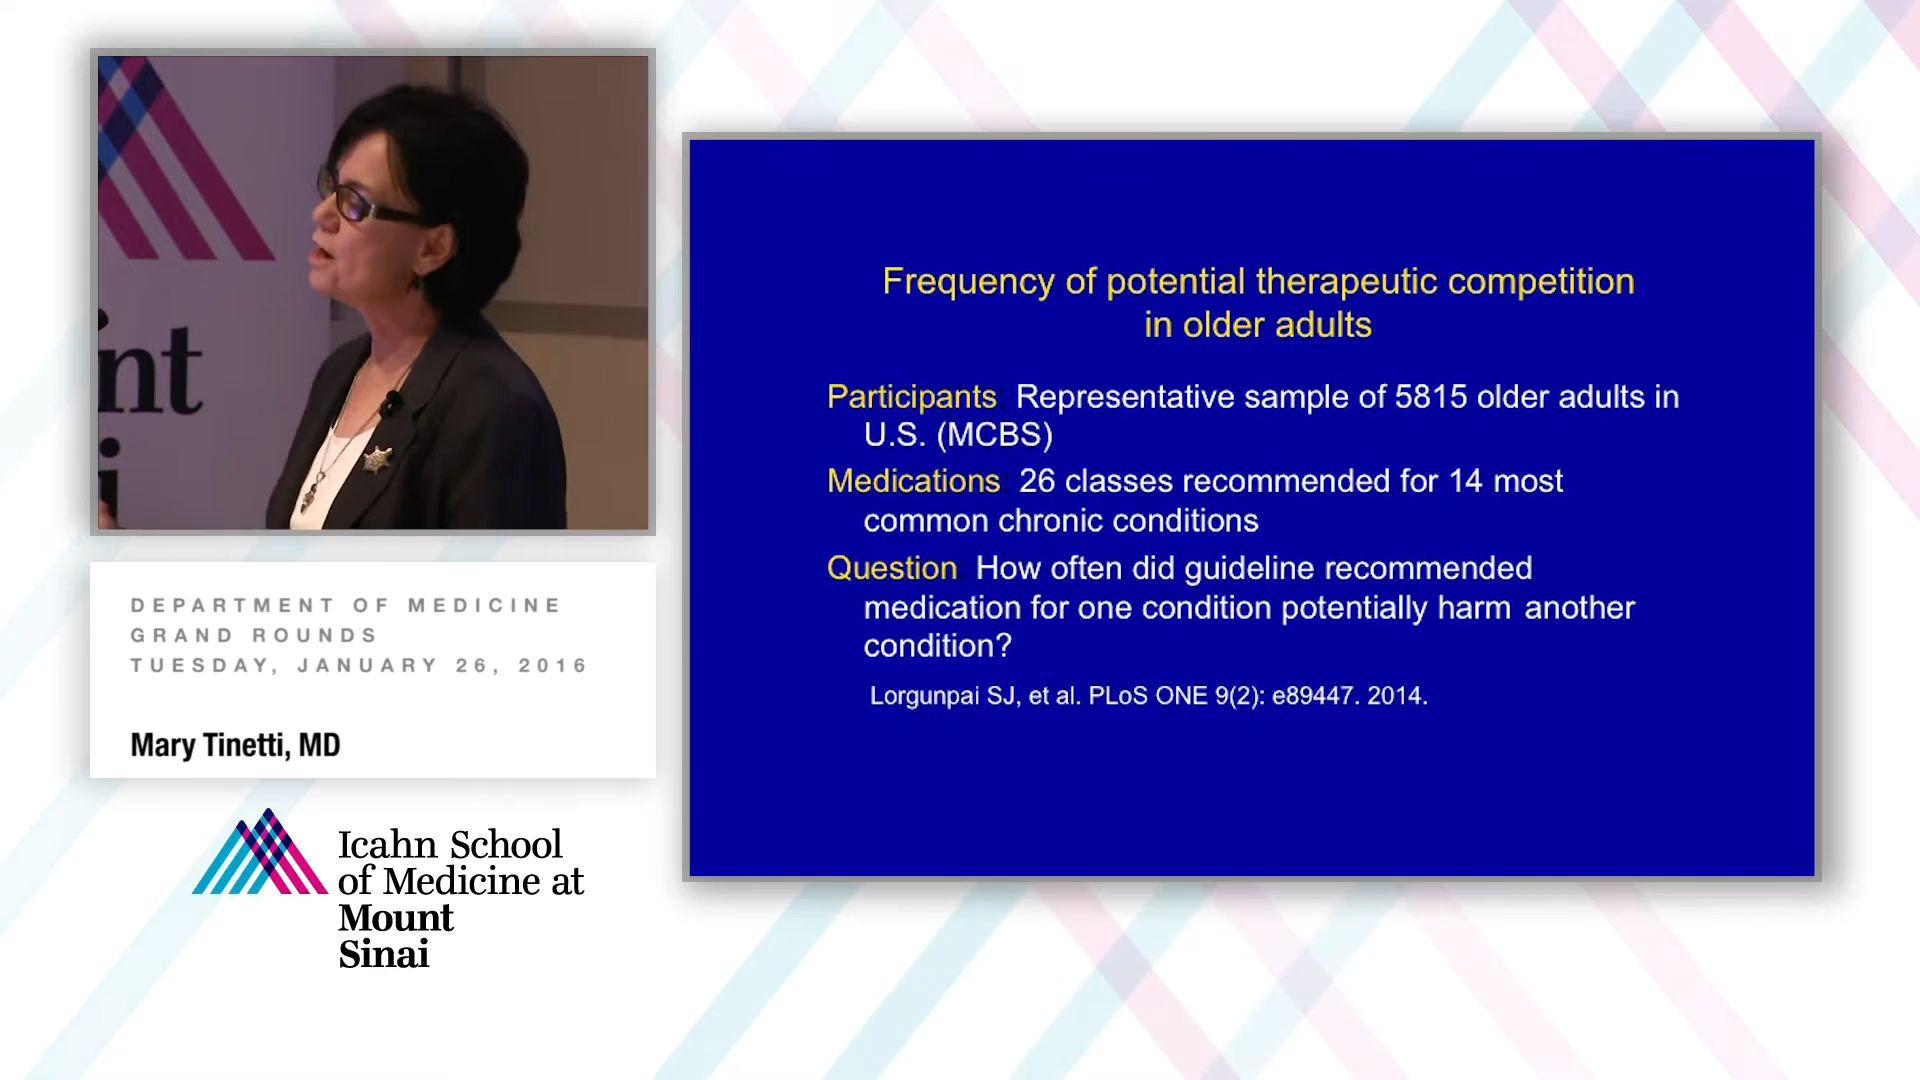 nt
i
DEPARTMENT OF MEDICINE
GRAND ROUNDS
TUESDAY, JANUARY 26, 2016
Mary Tinetti, MD
Icahn School
of Medicine at
Mount
Sinai
Frequency of potential therapeutic competition
in older adults
Participants Representative sample of 5815 older adults in
U.S. (MCBS)
Medications 26 classes recommended for 14 most
common chronic conditions
Question How often did guideline recommended
medication for one condition potentially harm another
condition?
Lorgunpai SJ, et al. PLoS ONE 9(2): e89447. 2014.